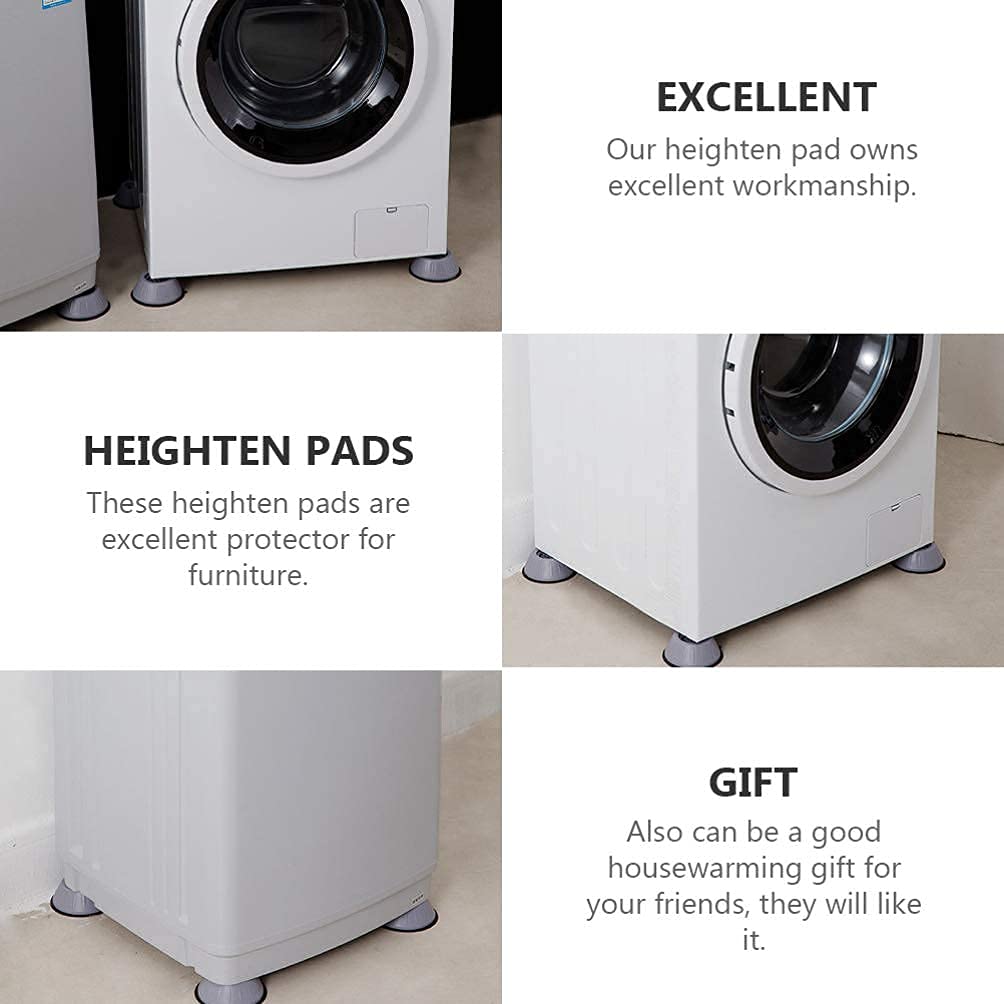 EXCELLENT
Our heighten pad owns
excellent workmanship.
HEIGHTEN PADS
These heighten pads are
excellent protector for
furniture.
GIFT
Also can be a good
housewarming gift for
your friends, they will like
it.